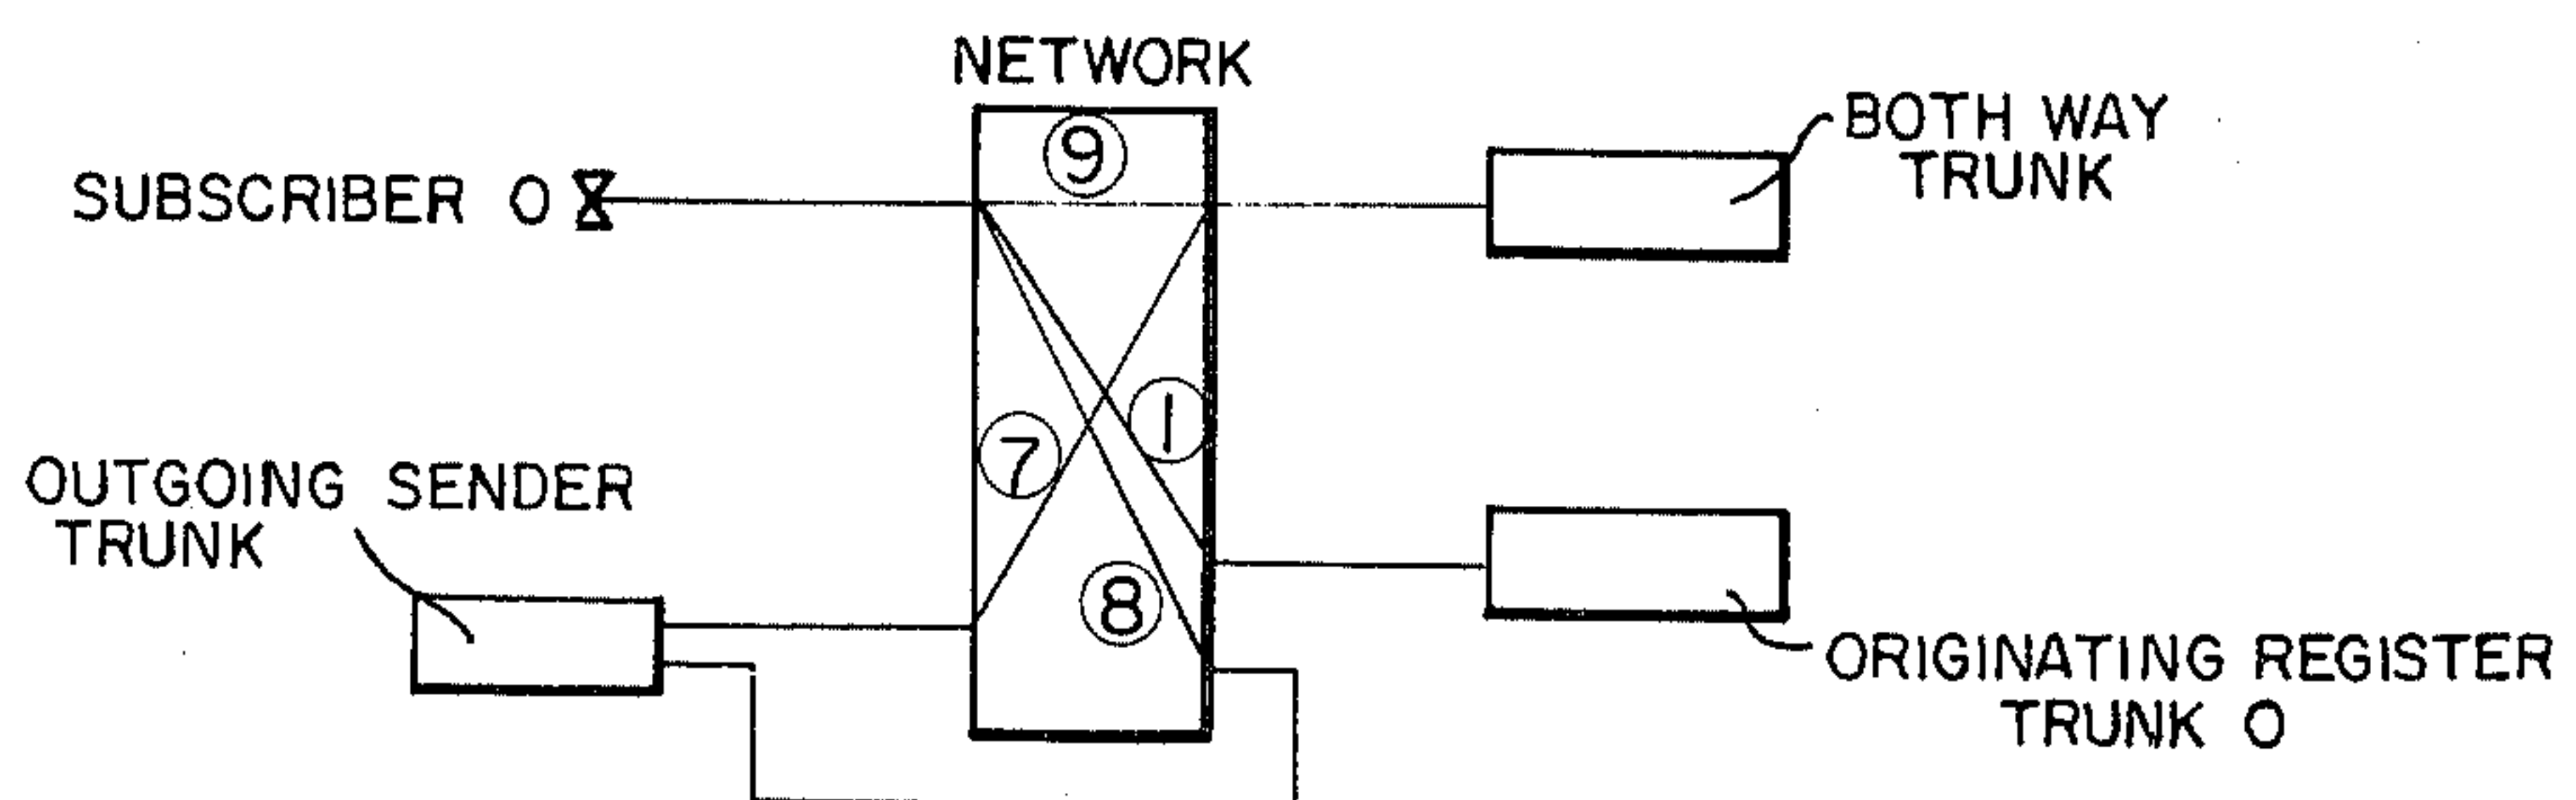 NETWORK
BOTH WAY
TRUNK
9
SUBSCRIBER 0
1
7
OUTGOING SENDER
TRUNK
8
ORIGINATING REGISTER
TRUNK 0